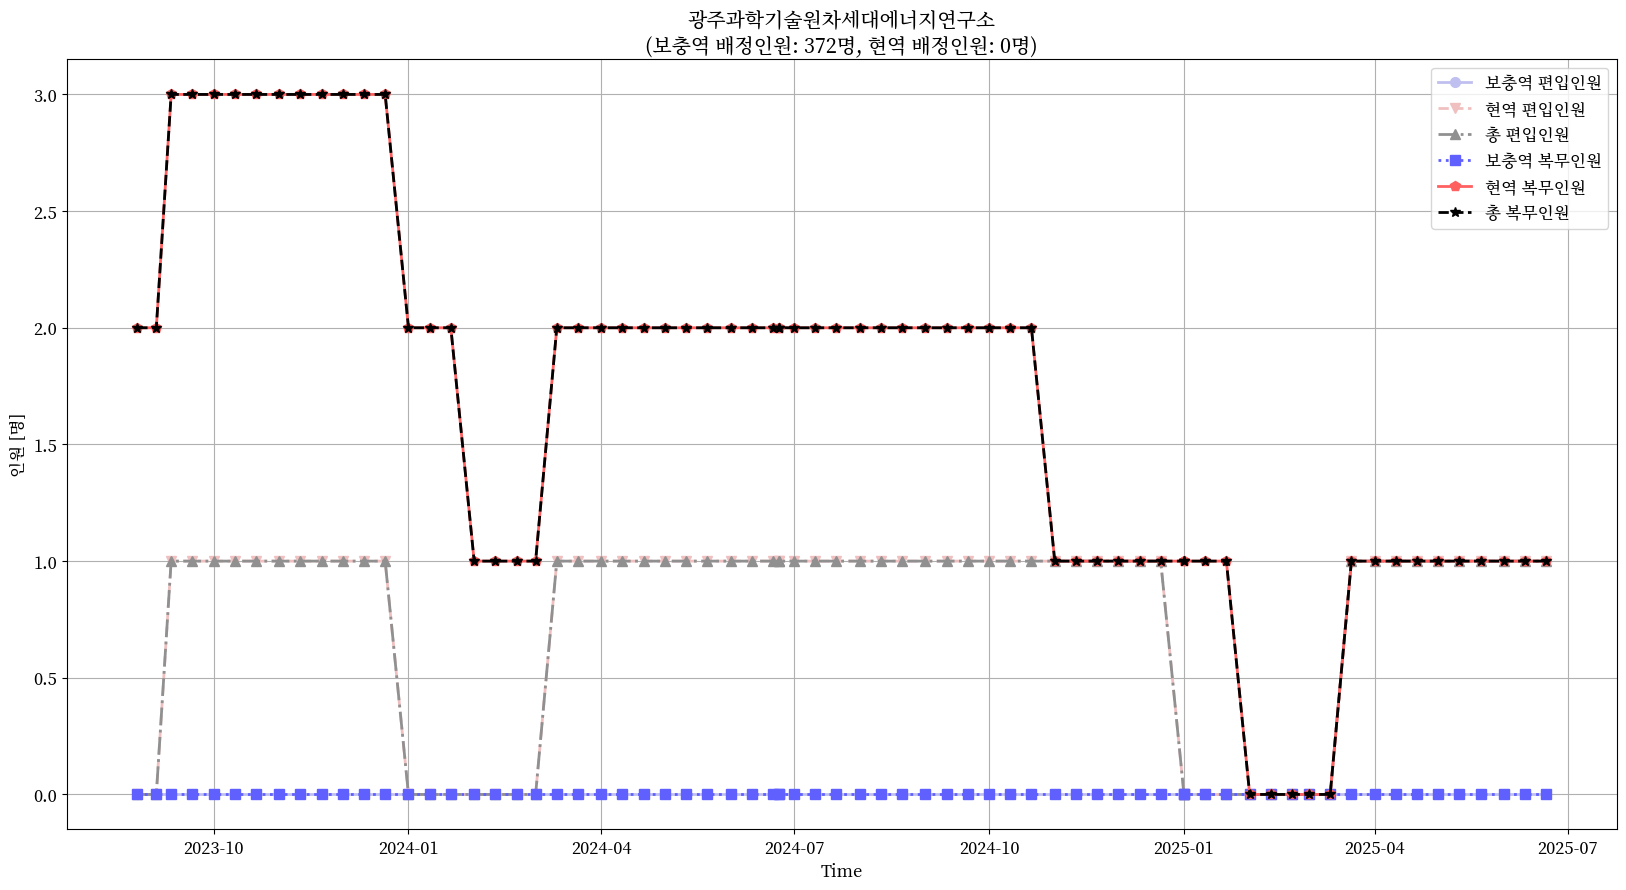 광주과학기술원차세대에너지연구소
(보충역 배정인원: 372명, 현역 배정인원: 0명)
보충역 편입인원
현역 편입인원
총 편입인원
보충역 복무인원
현역 복무인원
총 복무인원
인원 [명]
3.0
2.5
2.0
1.5
1.0
0.5
0.0
2023-10
2024-01
2024-04
2024-07
2024-10
2025-01
2025-04
2025-07
Time